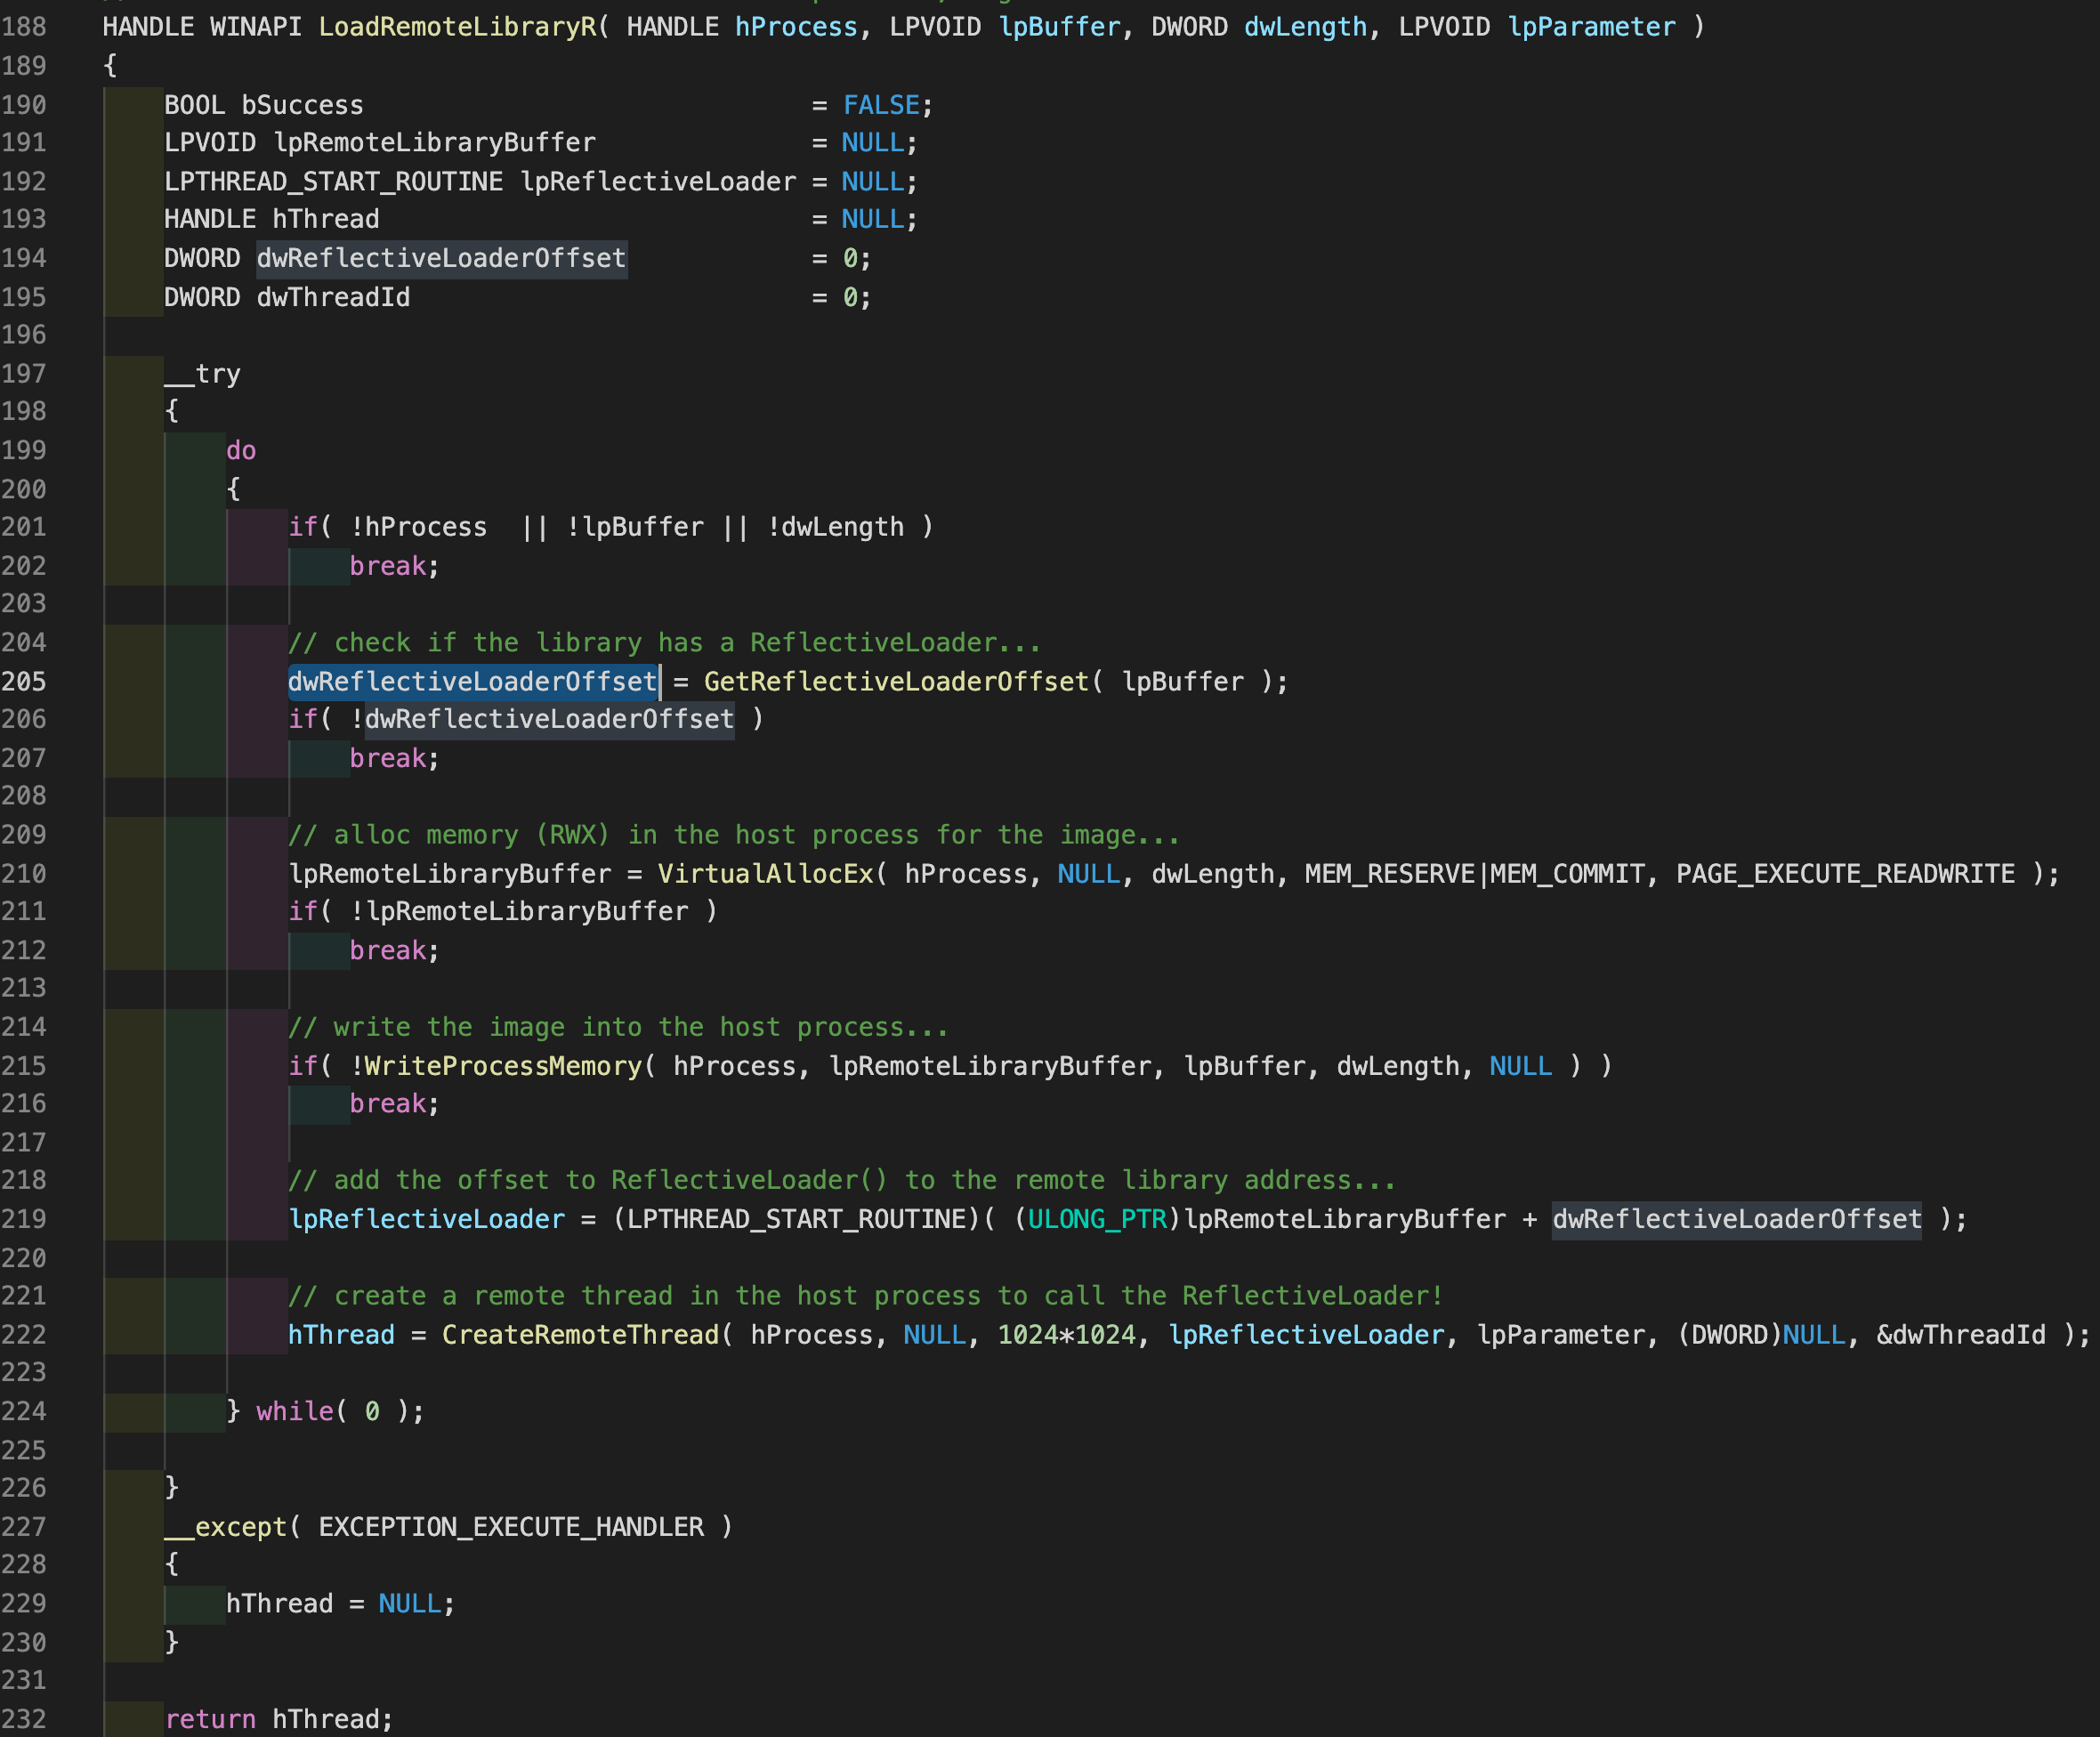 188 HANDLE WINAPI LoadRemoteLibraryR( HANDLE hProcess, LPVOID lpBuffer, DWORD dwLength, LPVOID lpParameter )
189 {
190     BOOL bSuccess                             = FALSE;
191     LPVOID lpRemoteLibraryBuffer              = NULL;
192     LPTHREAD_START_ROUTINE lpReflectiveLoader = NULL;
193     HANDLE hThread                            = NULL;
194     DWORD dwReflectiveLoaderOffset            = 0;
195     DWORD dwThreadId                          = 0;
196
197     __try
198     {
199         do
200         {
201             if( !hProcess  || !lpBuffer || !dwLength )
202                 break;
203
204             // check if the library has a ReflectiveLoader...
205             dwReflectiveLoaderOffset = GetReflectiveLoaderOffset( lpBuffer );
206             if( !dwReflectiveLoaderOffset )
207                 break;
208
209             // alloc memory (RWX) in the host process for the image...
210             lpRemoteLibraryBuffer = VirtualAllocEx( hProcess, NULL, dwLength, MEM_RESERVE|MEM_COMMIT, PAGE_EXECUTE_READWRITE );
211             if( !lpRemoteLibraryBuffer )
212                 break;
213
214             // write the image into the host process...
215             if( !WriteProcessMemory( hProcess, lpRemoteLibraryBuffer, lpBuffer, dwLength, NULL ) )
216                 break;
217
218             // add the offset to ReflectiveLoader() to the remote library address...
219             lpReflectiveLoader = (LPTHREAD_START_ROUTINE)( (ULONG_PTR)lpRemoteLibraryBuffer + dwReflectiveLoaderOffset );
220
221             // create a remote thread in the host process to call the ReflectiveLoader!
222             hThread = CreateRemoteThread( hProcess, NULL, 1024*1024, lpReflectiveLoader, lpParameter, (DWORD)NULL, &dwThreadId );
223
224         } while( 0 );
225
226     }
227     __except( EXCEPTION_EXECUTE_HANDLER )
228     {
229         hThread = NULL;
230     }
231
232     return hThread;